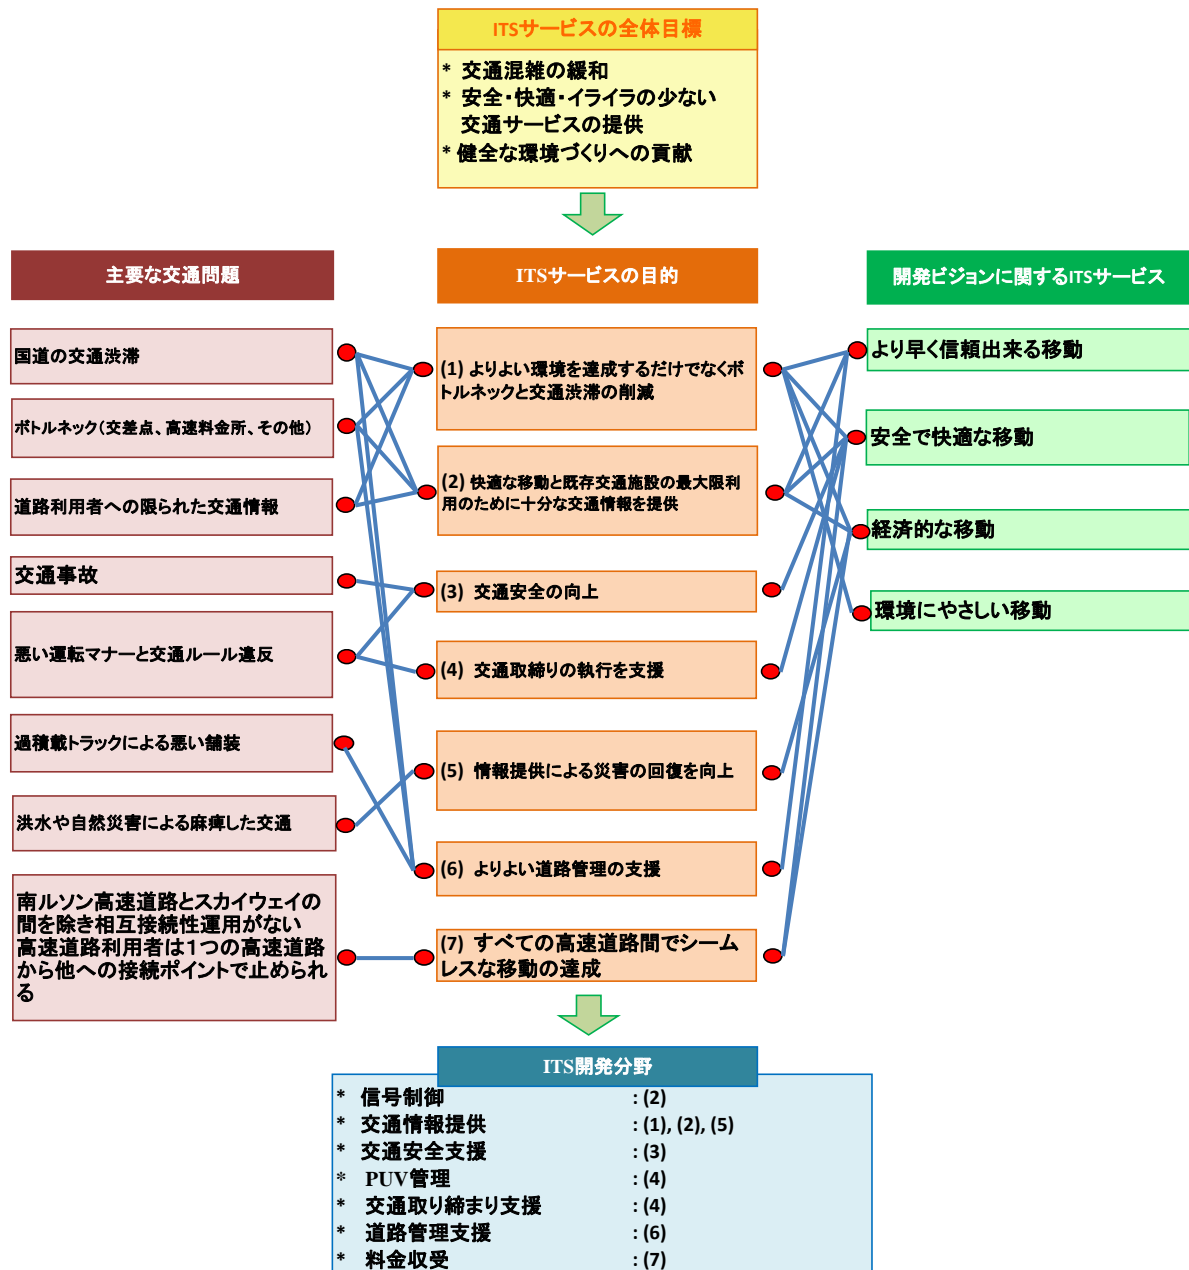 ITSサービスの全体目標
* 交通混雑の緩和
* 安全・快適・イライラの少ない
交通サービスの提供
* 健全な環境づくりへの貢献
主要な交通問題
国道の交通渋滞
ボトルネック（交差点、高速料金所、その他）
道路利用者への限られた交通情報
交通事故
悪い運転マナーと交通ルール違反
過積載トラックによる悪い舗装
洪水や自然災害による麻痺した交通
南ルソン高速道路とスカイウェイの
間を除き相互接続性運用がない
高速道路利用者は１つの高速道路
から他への接続ポイントで止められ
る
ITSサービスの目的
(1) よりよい環境を達成するだけでなくボ
トルネックと交通渋滞の削減
(2) 快適な移動と既存交通施設の最大限利
用のために十分な交通情報を提供
(3) 交通安全の向上
(4) 交通取締りの執行を支援
(5) 情報提供による災害の回復を向上
(6) よりよい道路管理の支援
(7) すべての高速道路間でシーム
レスな移動の達成
開発ビジョンに関するITSサービス
より早く信頼出来る移動
安全で快適な移動
経済的な移動
環境にやさしい移動
ITS開発分野
* 信号制御 : (2)
* 交通情報提供 : (1), (2), (5)
* 交通安全支援 : (3)
* PUV管理 : (4)
* 交通取り締まり支援 : (4)
* 道路管理支援 : (6)
* 料金収受 : (7)